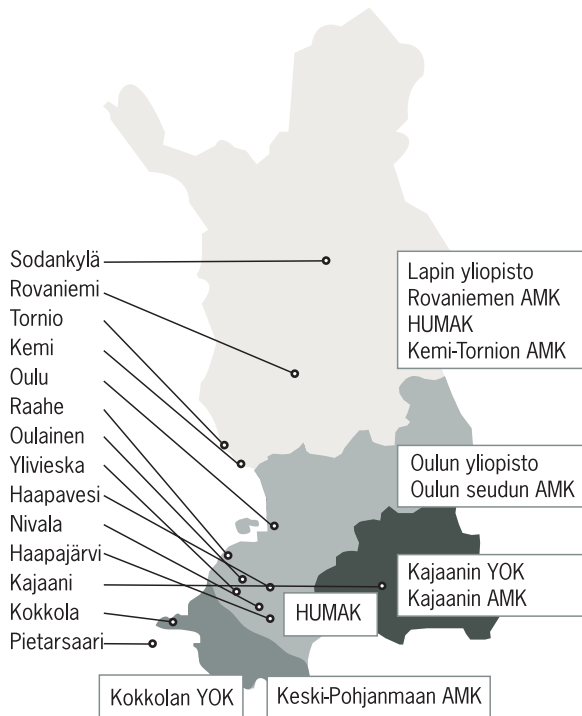 Sodankylä
Rovaniemi
Tornio
Kemi
Oulu
Raahe
Oulainen
Ylivieska
Haapavesi
Nivala
Haapajärvi
Kajaani
Kokkola
Pietarsaari
Lapin yliopisto
Rovaniemen AMK
HUMAK
Kemi-Tornion AMK
Oulun yliopisto
Oulun seudun AMK
Kajaanin YOK
Kajaanin AMK
HUMAK
Kokkolan YOK
Keski-Pohjanmaan AMK